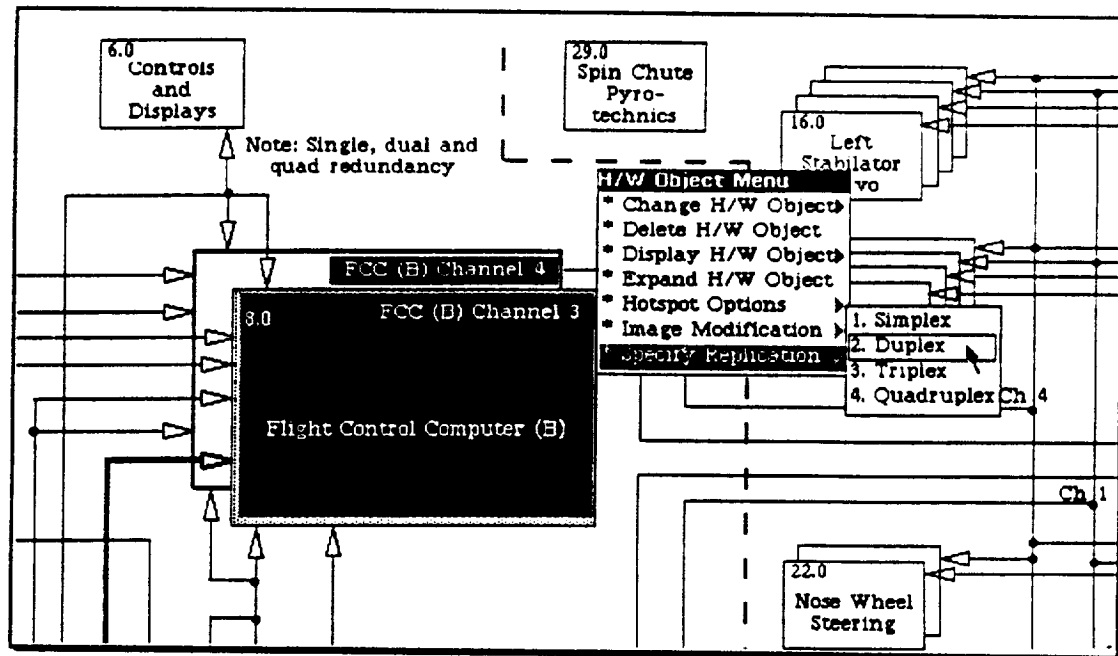 6.0
Controls
and
Displays
Note: Single, dual and
quad redundancy
29.0
Spin Chute
Pyro-
technics
16.0
Left
Stabilator
vo
H/W Object Menu
* Change H/W Object
* Delete H/W Object
* Display H/W Object
* Expand H/W Object
* Hotspot Options
* Image Modification
* Specify Replication
1. Simplex
2. Duplex
3. Triplex
4. Quadruplex
Ch 4
FCC (B) Channel 4
FCC (B) Channel 3
8.0
Flight Control Computer (B)
Ch 1
22.0
Nose Wheel
Steering